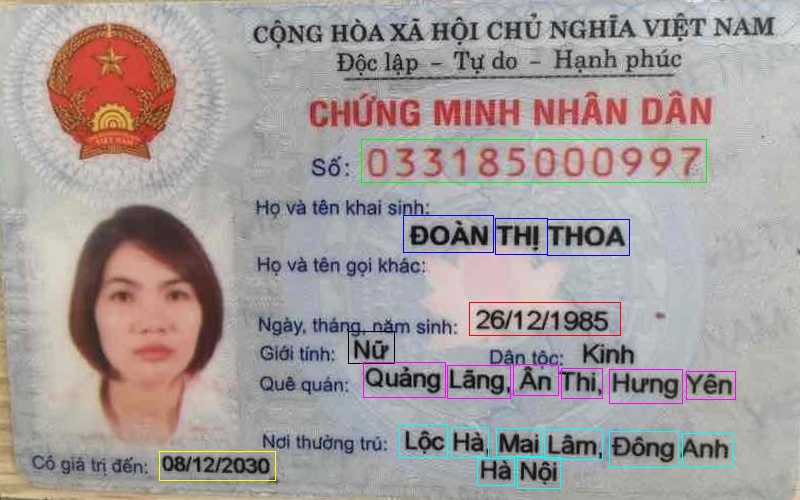 CỘNG HÒA XÃ HỘI CHỦ NGHĨA VIỆT NAM
Độc lập - Tự do - Hạnh phúc
CHỨNG MINH NHÂN DÂN
Số: 033185000997
Họ và tên khai sinh:
ĐOÀN THỊ THOA
Họ và tên gọi khác:
Ngày, tháng, năm sinh: 26/12/1985
Giới tính: Nữ Dân tộc: Kinh
Quê quán: Quảng Lãng, Ân Thi, Hưng Yên
Nơi thường trú: Lộc Hà, Mai Lâm, Đông Anh
Hà Nội
Có giá trị đến: 08/12/2030
VIỆT NAM